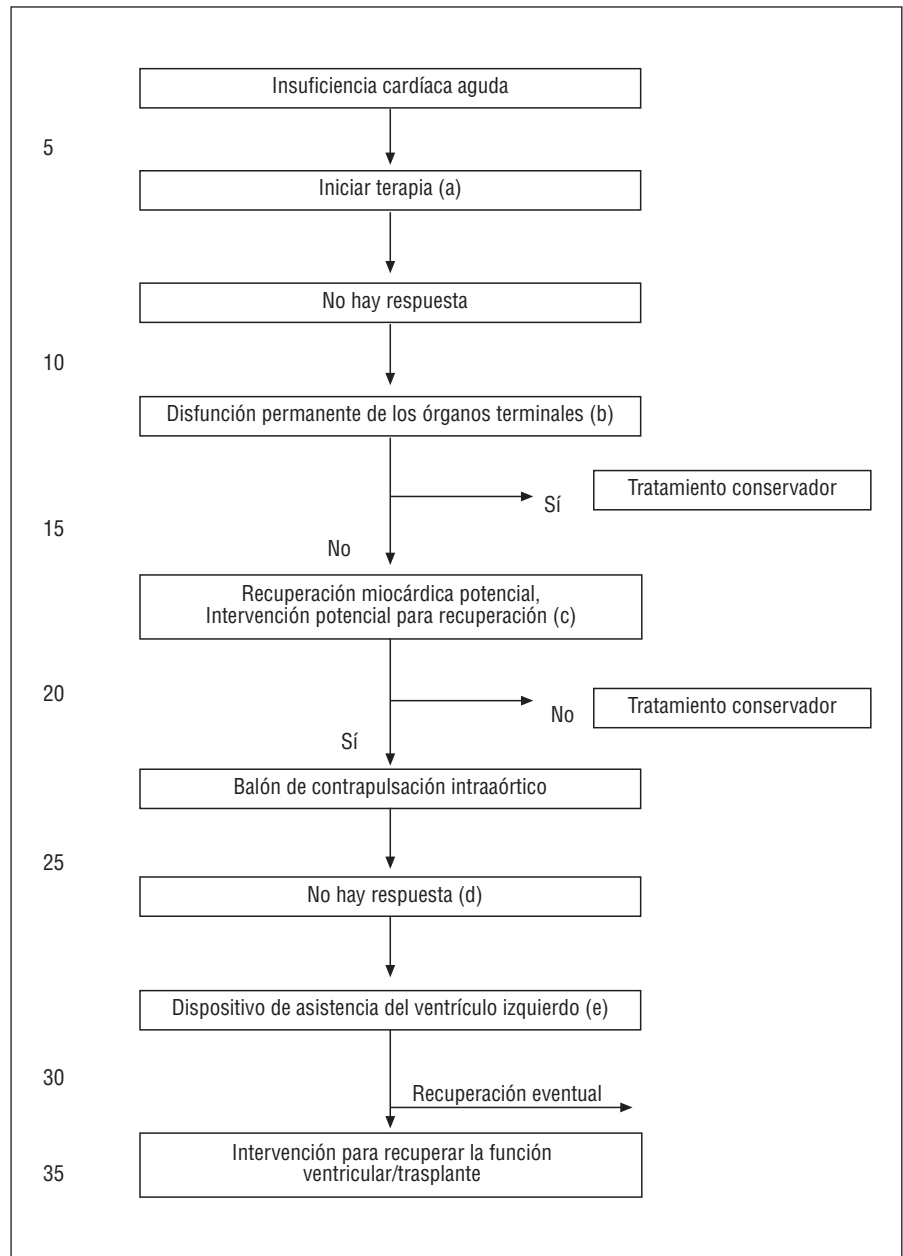 Insuficiencia cardíaca aguda
5
Iniciar terapia (a)
No hay respuesta
10
Disfunción permanente de los órganos terminales (b)
Tratamiento conservador
Sí
15
No
Recuperación miocárdica potencial,
Intervención potencial para recuperación (c)
20
Tratamiento conservador
No
Sí
Balón de contrapulsación intraaórtico
25
No hay respuesta (d)
Dispositivo de asistencia del ventrículo izquierdo (e)
30
Recuperación eventual
Intervención para recuperar la función
ventricular/trasplante
35